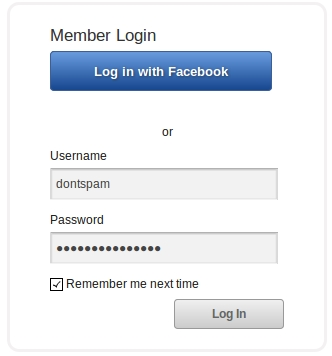 Member Login
Log in with Facebook
or
Username
dontspam
Password
●●●●●●●●●●●●●●●
Remember me next time
Log In